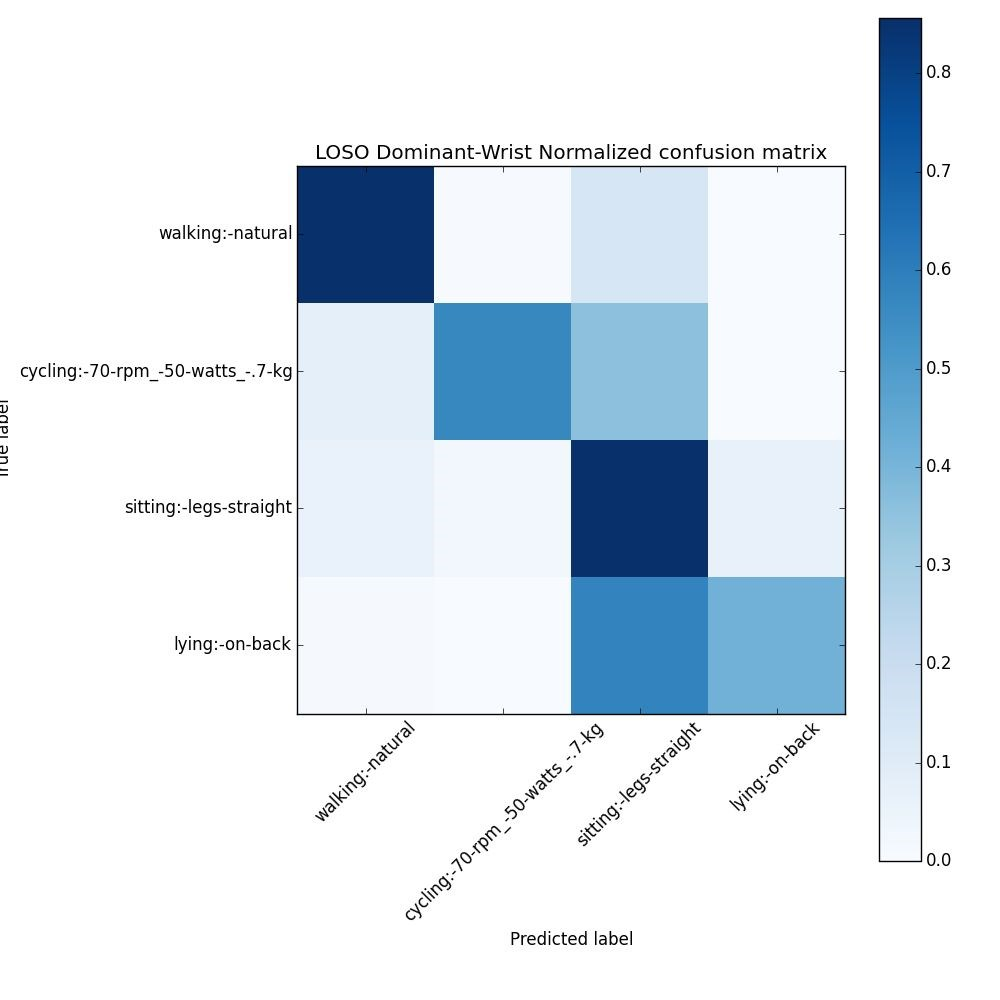 LOSO Dominant-Wrist Normalized confusion matrix
walking:-natural
cycling:-70-rpm_-50-watts_-.7-kg
sitting:-legs-straight
lying:-on-back
True label
walking:-natural
cycling:-70-rpm_-50-watts_-.7-kg
sitting:-legs-straight
lying:-on-back
Predicted label
0.8
0.7
0.6
0.5
0.4
0.3
0.2
0.1
0.0